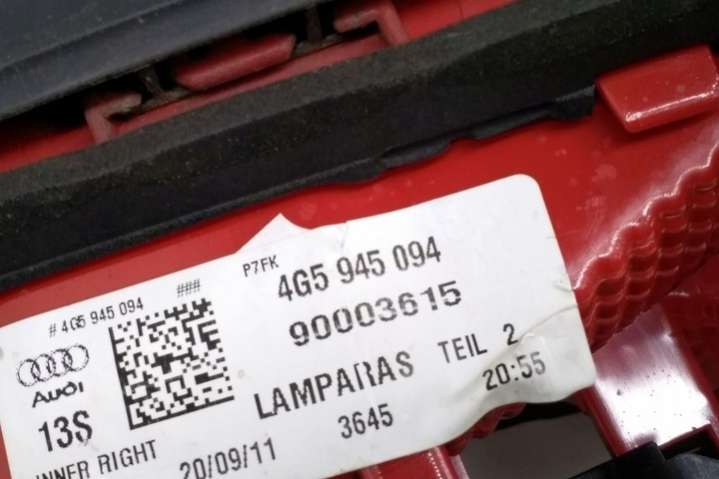 P7FK 4G5 945 094
# 4G5 945 094 ###
90003615
AUDI
LAMPARAS TEIL 2
13S
3645 20:55
INNER RIGHT 20/09/11